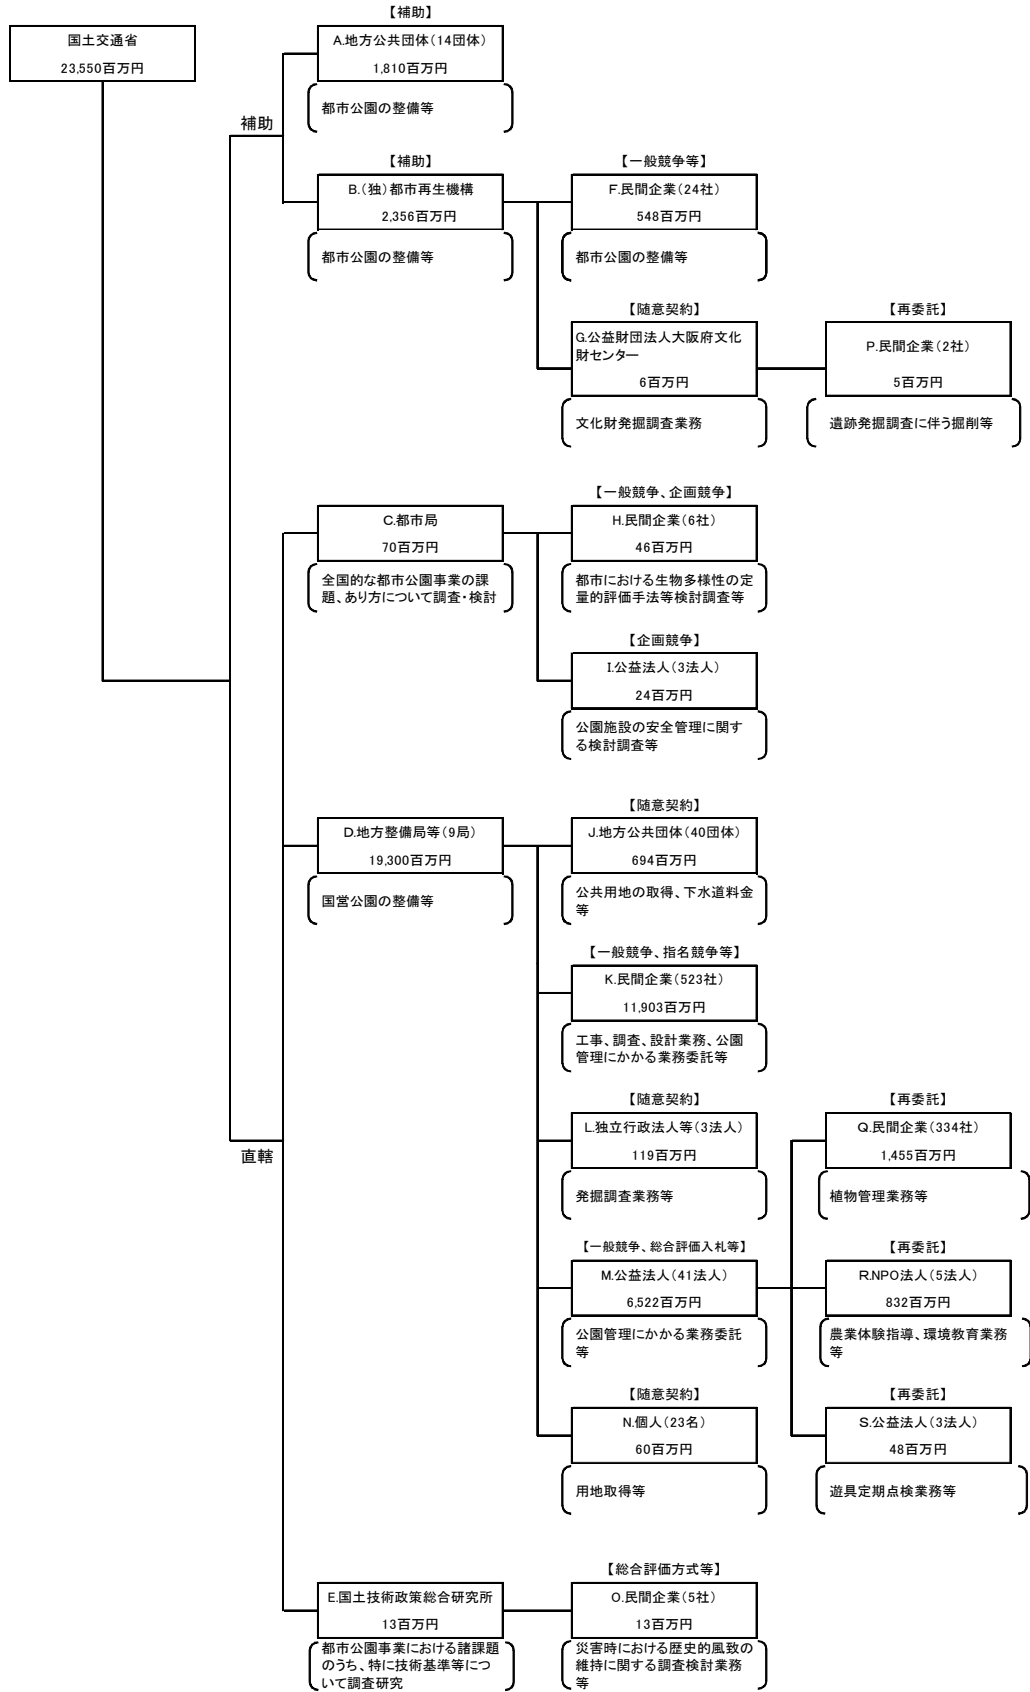 国土交通省
23,550百万円
【補助】
A.地方公共団体（14団体）
1,810百万円
都市公園の整備等
補助
【補助】
B.（独）都市再生機構
2,356百万円
都市公園の整備等
【一般競争等】
F.民間企業（24社）
548百万円
都市公園の整備等
【随意契約】
G.公益財団法人大阪府文化
財センター
6百万円
文化財発掘調査業務
【再委託】
P.民間企業（2社）
5百万円
遺跡発掘調査に伴う掘削等
直轄
C.都市局
70百万円
全国的な都市公園事業の課
題、あり方について調査・検討
【一般競争、企画競争】
H.民間企業（6社）
46百万円
都市における生物多様性の定
量的評価手法等検討調査等
【企画競争】
I.公益法人（3法人）
24百万円
公園施設の安全管理に関す
る検討調査等
D.地方整備局等（9局）
19,300百万円
国営公園の整備等
【随意契約】
J.地方公共団体（40団体）
694百万円
公共用地の取得、下水道料金
等
【一般競争、指名競争等】
K.民間企業（523社）
11,903百万円
工事、調査、設計業務、公園
管理にかかる業務委託等
【随意契約】
L.独立行政法人等（3法人）
119百万円
発掘調査業務等
【一般競争、総合評価入札等】
M.公益法人（41法人）
6,522百万円
公園管理にかかる業務委託
等
【随意契約】
N.個人（23名）
60百万円
用地取得等
【再委託】
Q.民間企業（334社）
1,455百万円
植物管理業務等
【再委託】
R.NPO法人（5法人）
832百万円
農業体験指導、環境教育業務
等
【再委託】
S.公益法人（3法人）
48百万円
遊具定期点検業務等
E.国土技術政策総合研究所
13百万円
都市公園事業における諸課題
のうち、特に技術基準等につ
いて調査研究
【総合評価方式等】
O.民間企業（5社）
13百万円
災害時における歴史的風致の
維持に関する調査検討業務
等